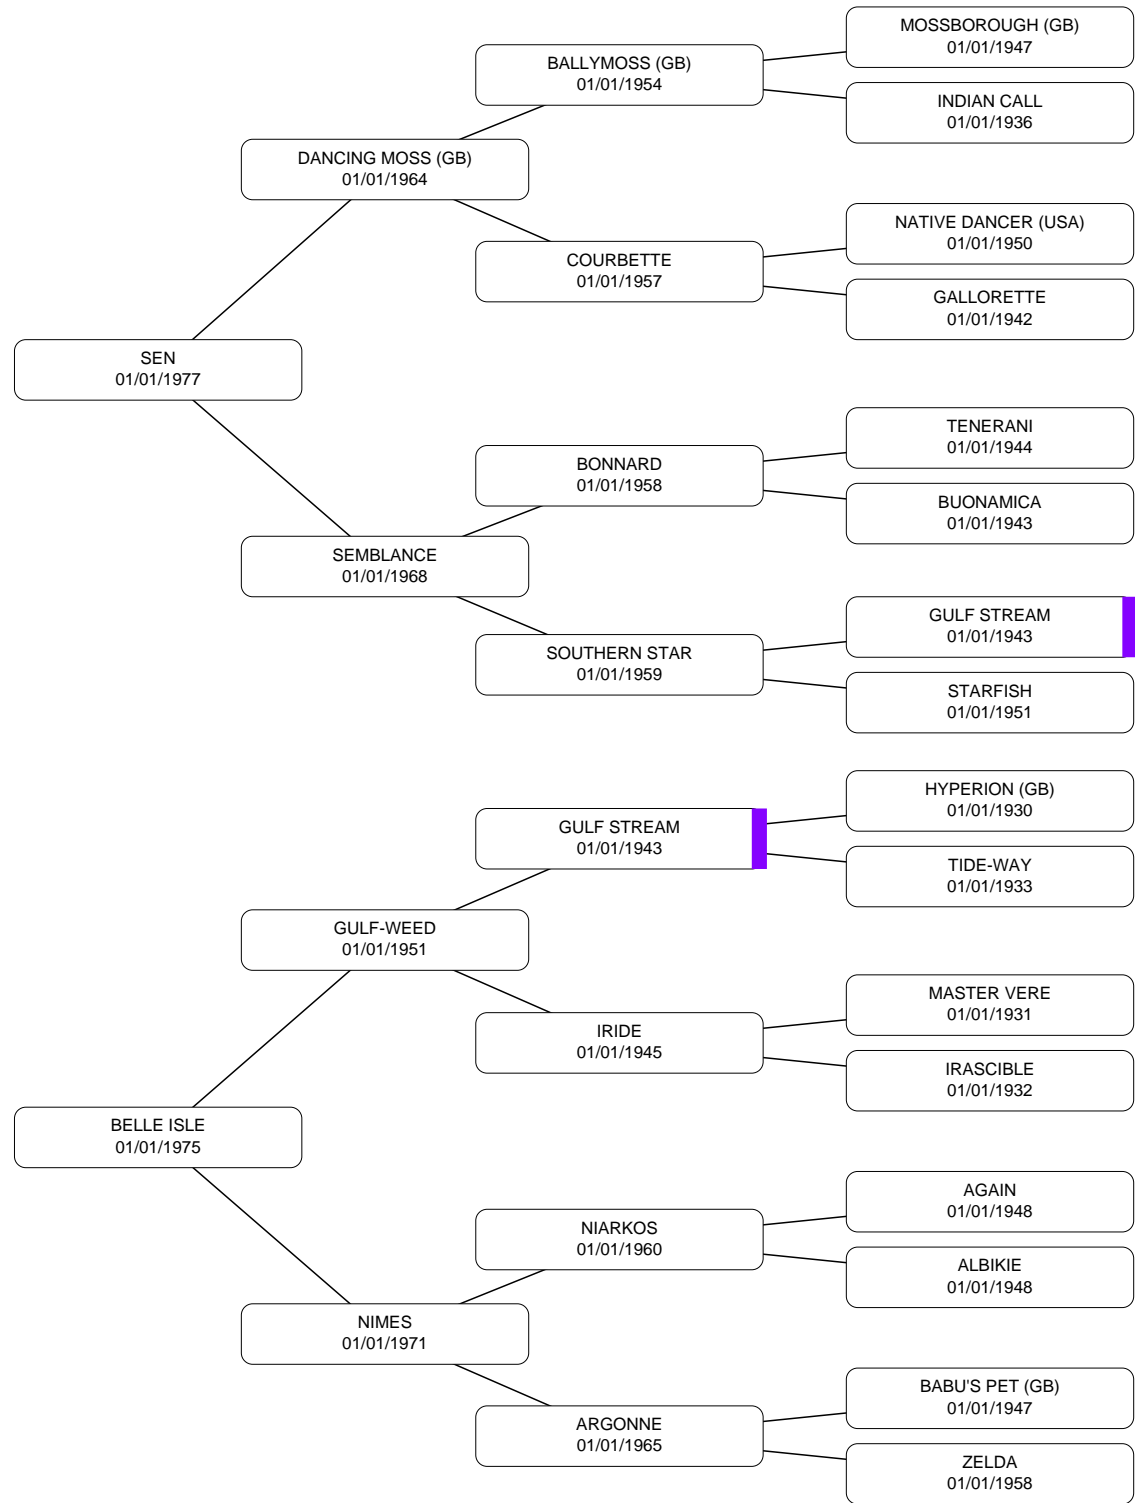 MOSSBOROUGH (GB)
01/01/1947
BALLYMOSS (GB)
01/01/1954
INDIAN CALL
01/01/1936
DANCING MOSS (GB)
01/01/1964
NATIVE DANCER (USA)
01/01/1950
COURBETTE
01/01/1957
GALLORETTE
01/01/1942
SEN
01/01/1977
TENERANI
01/01/1944
BONNARD
01/01/1958
BUONAMICA
01/01/1943
SEMBLANCE
01/01/1968
GULF STREAM
01/01/1943
SOUTHERN STAR
01/01/1959
STARFISH
01/01/1951
HYPERION (GB)
01/01/1930
GULF STREAM
01/01/1943
TIDE-WAY
01/01/1933
GULF-WEED
01/01/1951
MASTER VERE
01/01/1931
IRIDE
01/01/1945
IRASCIBLE
01/01/1932
BELLE ISLE
01/01/1975
AGAIN
01/01/1948
NIARKOS
01/01/1960
ALBIKIE
01/01/1948
NIMES
01/01/1971
BABU'S PET (GB)
01/01/1947
ARGONNE
01/01/1965
ZELDA
01/01/1958